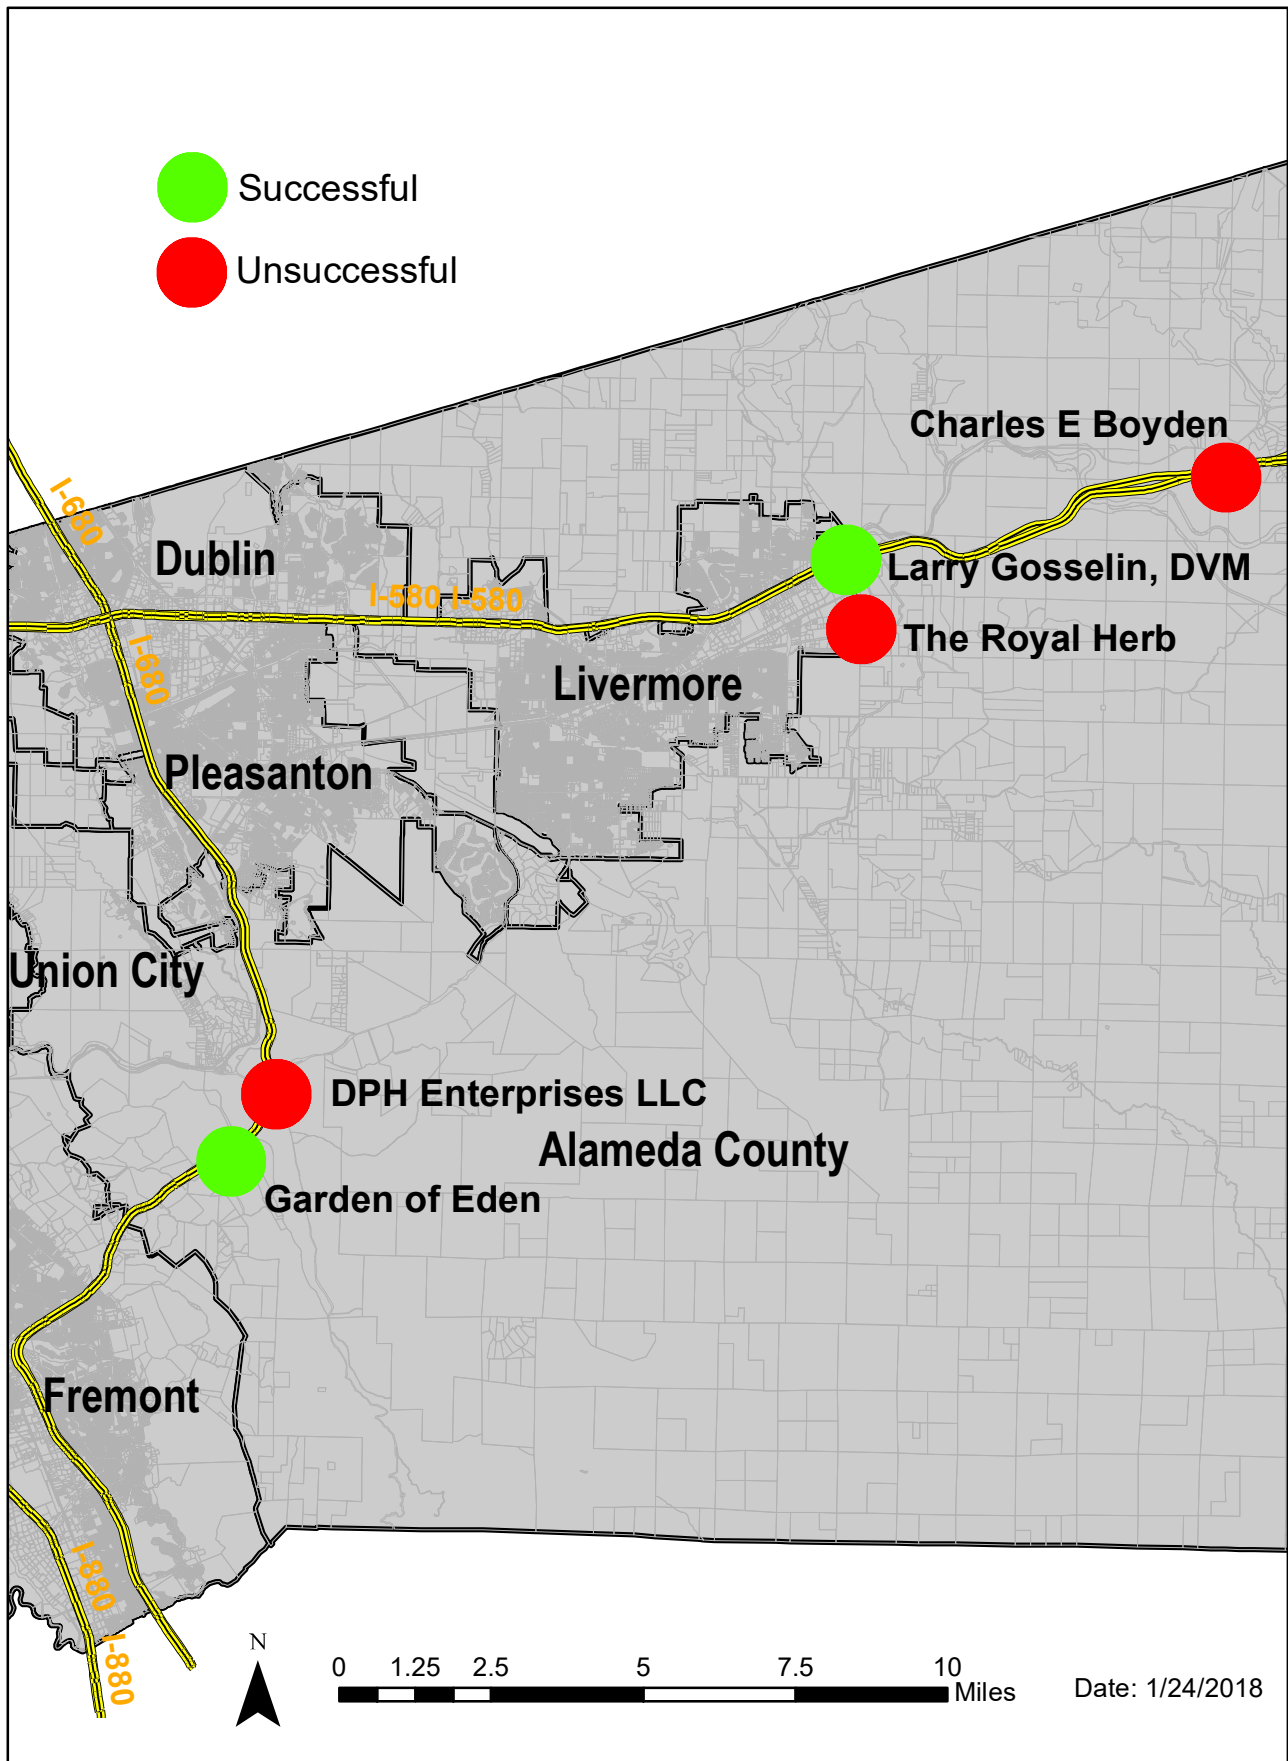 Successful
Unsuccessful
Charles E Boyden
I-680
Dublin
Larry Gosselin, DVM
I-580 I-580
The Royal Herb
I-680
Livermore
Pleasanton
Union City
DPH Enterprises LLC
Alameda County
Garden of Eden
Fremont
I-880
I-880
N
0 1.25 2.5 5 7.5 10
Miles
Date: 1/24/2018